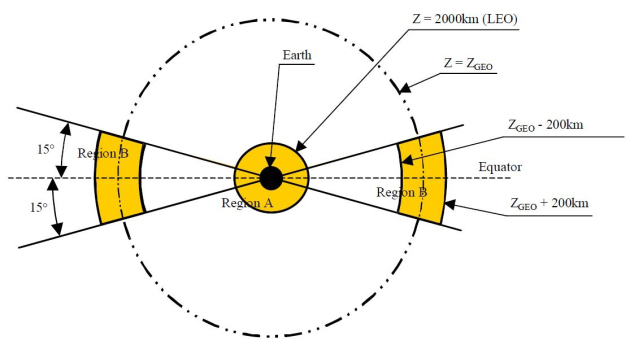 Z = 2000km (LEO)
Earth
Z = ZGEO
ZGEO - 200km
15°
Region B
Equator
Region B
15°
Region A
ZGEO + 200km